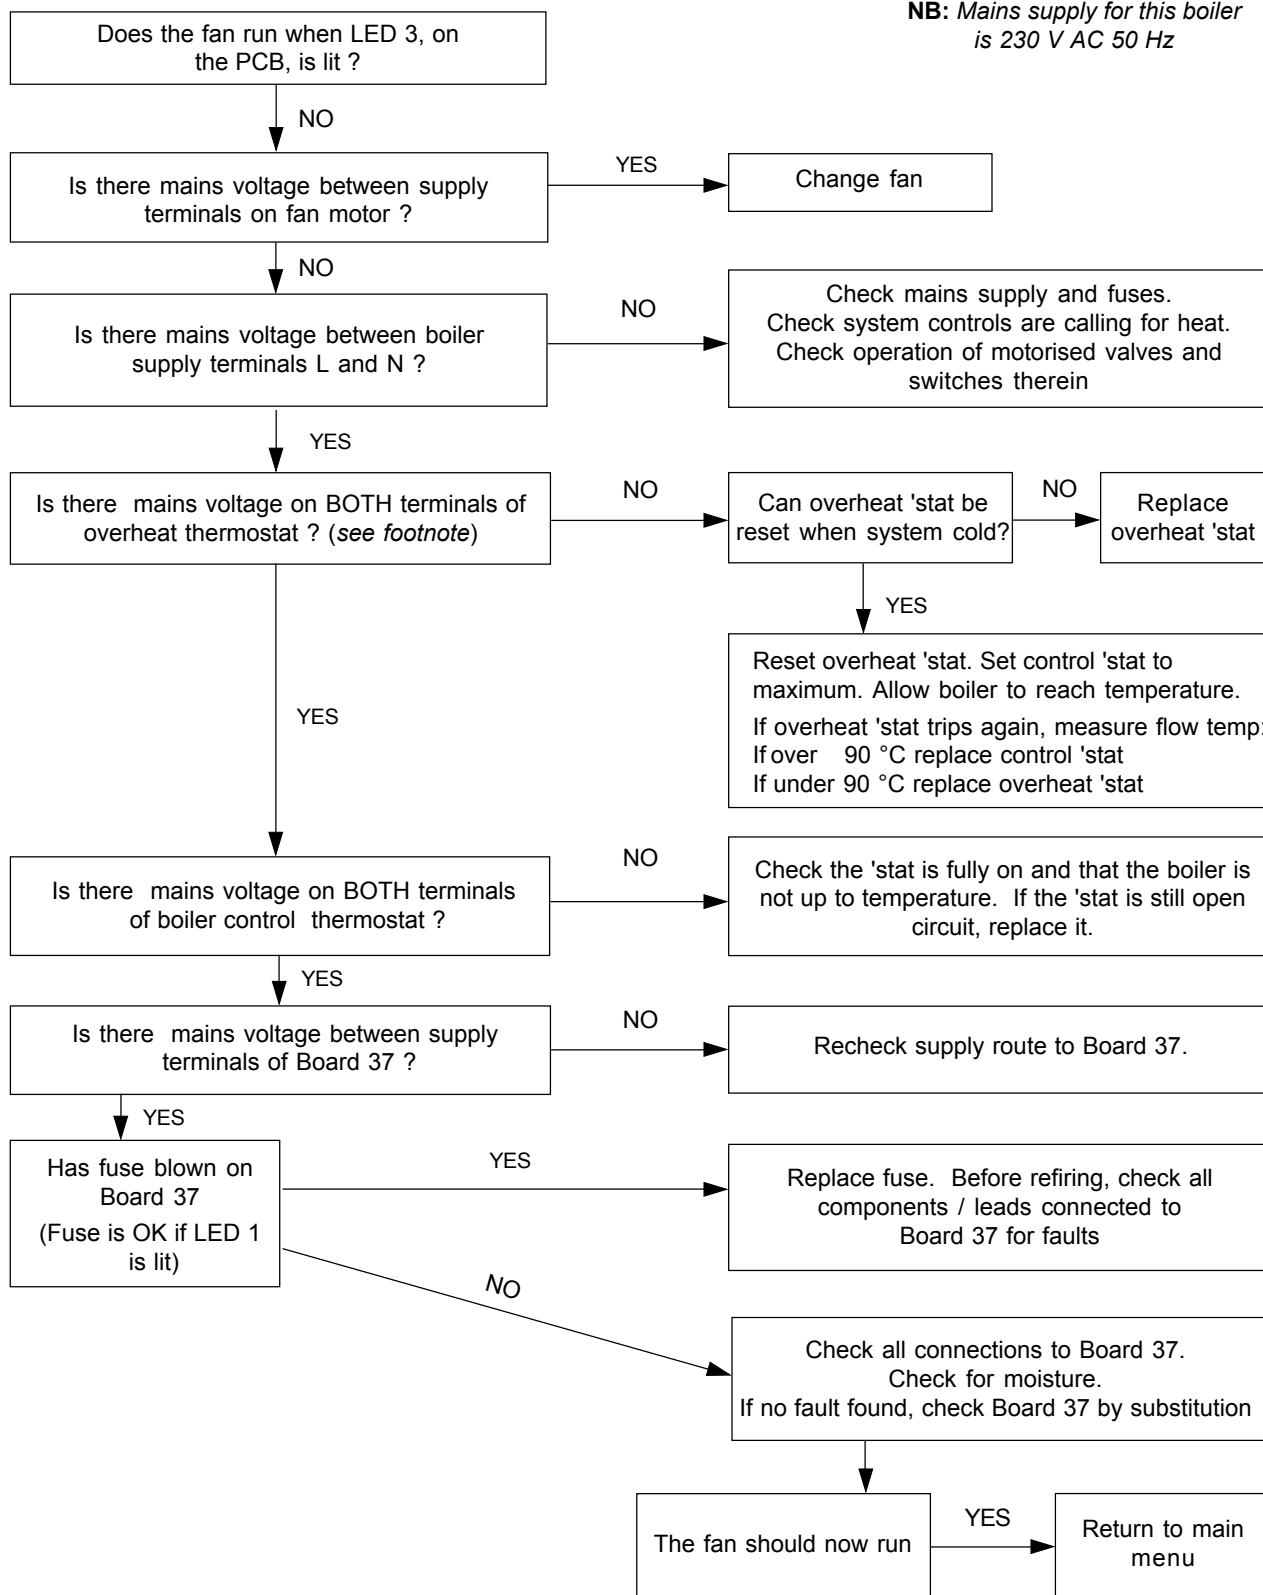 NB: Mains supply for this boiler
is 230 V AC 50 Hz
Does the fan run when LED 3, on
the PCB, is lit ?
NO
Is there mains voltage between supply
terminals on fan motor ?
YES
Change fan
NO
Is there mains voltage between boiler
supply terminals L and N ?
NO
Check mains supply and fuses.
Check system controls are calling for heat.
Check operation of motorised valves and
switches therein
YES
Is there mains voltage on BOTH terminals of
overheat thermostat ? (see footnote)
NO
Can overheat 'stat be
reset when system cold?
NO
Replace
overheat 'stat
YES
Reset overheat 'stat. Set control 'stat to
maximum. Allow boiler to reach temperature.
If overheat 'stat trips again, measure flow temp:
If over 90 °C replace control 'stat
If under 90 °C replace overheat 'stat
YES
Is there mains voltage on BOTH terminals
of boiler control thermostat ?
NO
Check the 'stat is fully on and that the boiler is
not up to temperature. If the 'stat is still open
circuit, replace it.
YES
Is there mains voltage between supply
terminals of Board 37 ?
NO
Recheck supply route to Board 37.
YES
Has fuse blown on
Board 37
(Fuse is OK if LED 1
is lit)
YES
Replace fuse. Before refiring, check all
components / leads connected to
Board 37 for faults
NO
Check all connections to Board 37.
Check for moisture.
If no fault found, check Board 37 by substitution
The fan should now run
YES
Return to main
menu